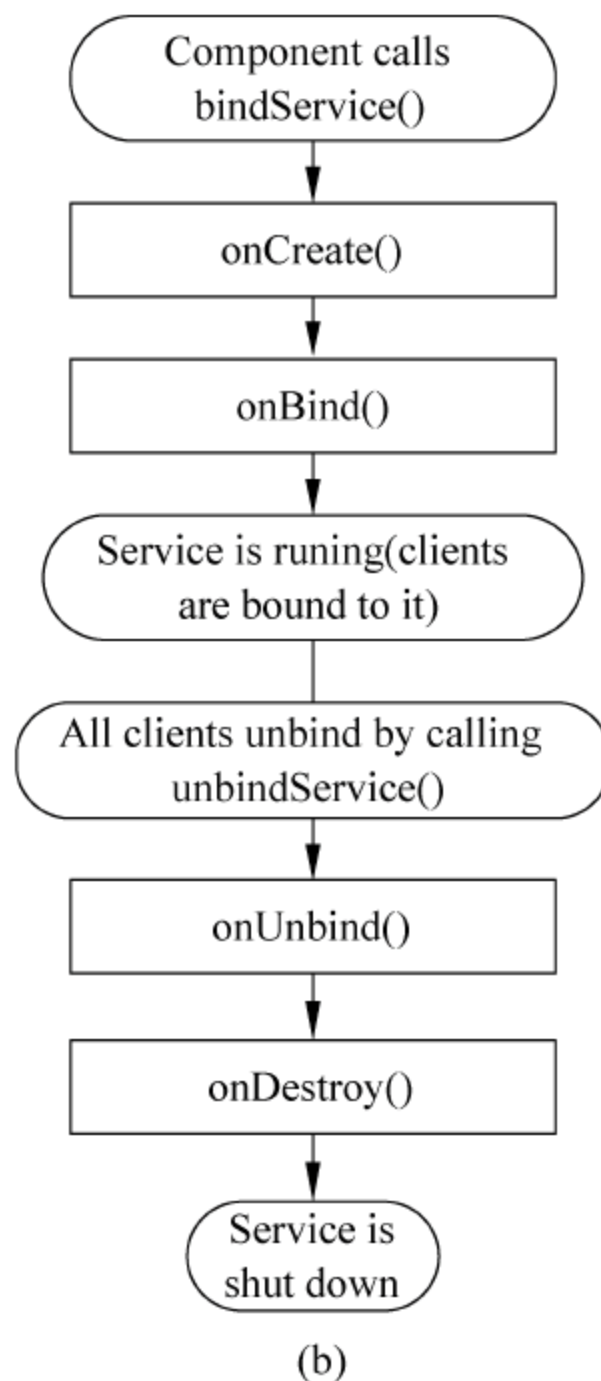 Component calls
bindService()
onCreate()
onBind()
Service is runing(clients
are bound to it)
All clients unbind by calling
unbindService()
onUnbind()
onDestroy()
Service is
shut down
(b)